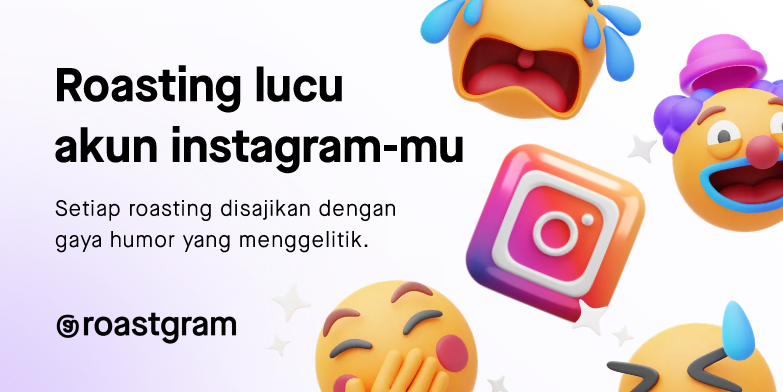 Roasting lucu
akun instagram-mu
Setiap roasting disajikan dengan
gaya humor yang menggelitik.
roastgram